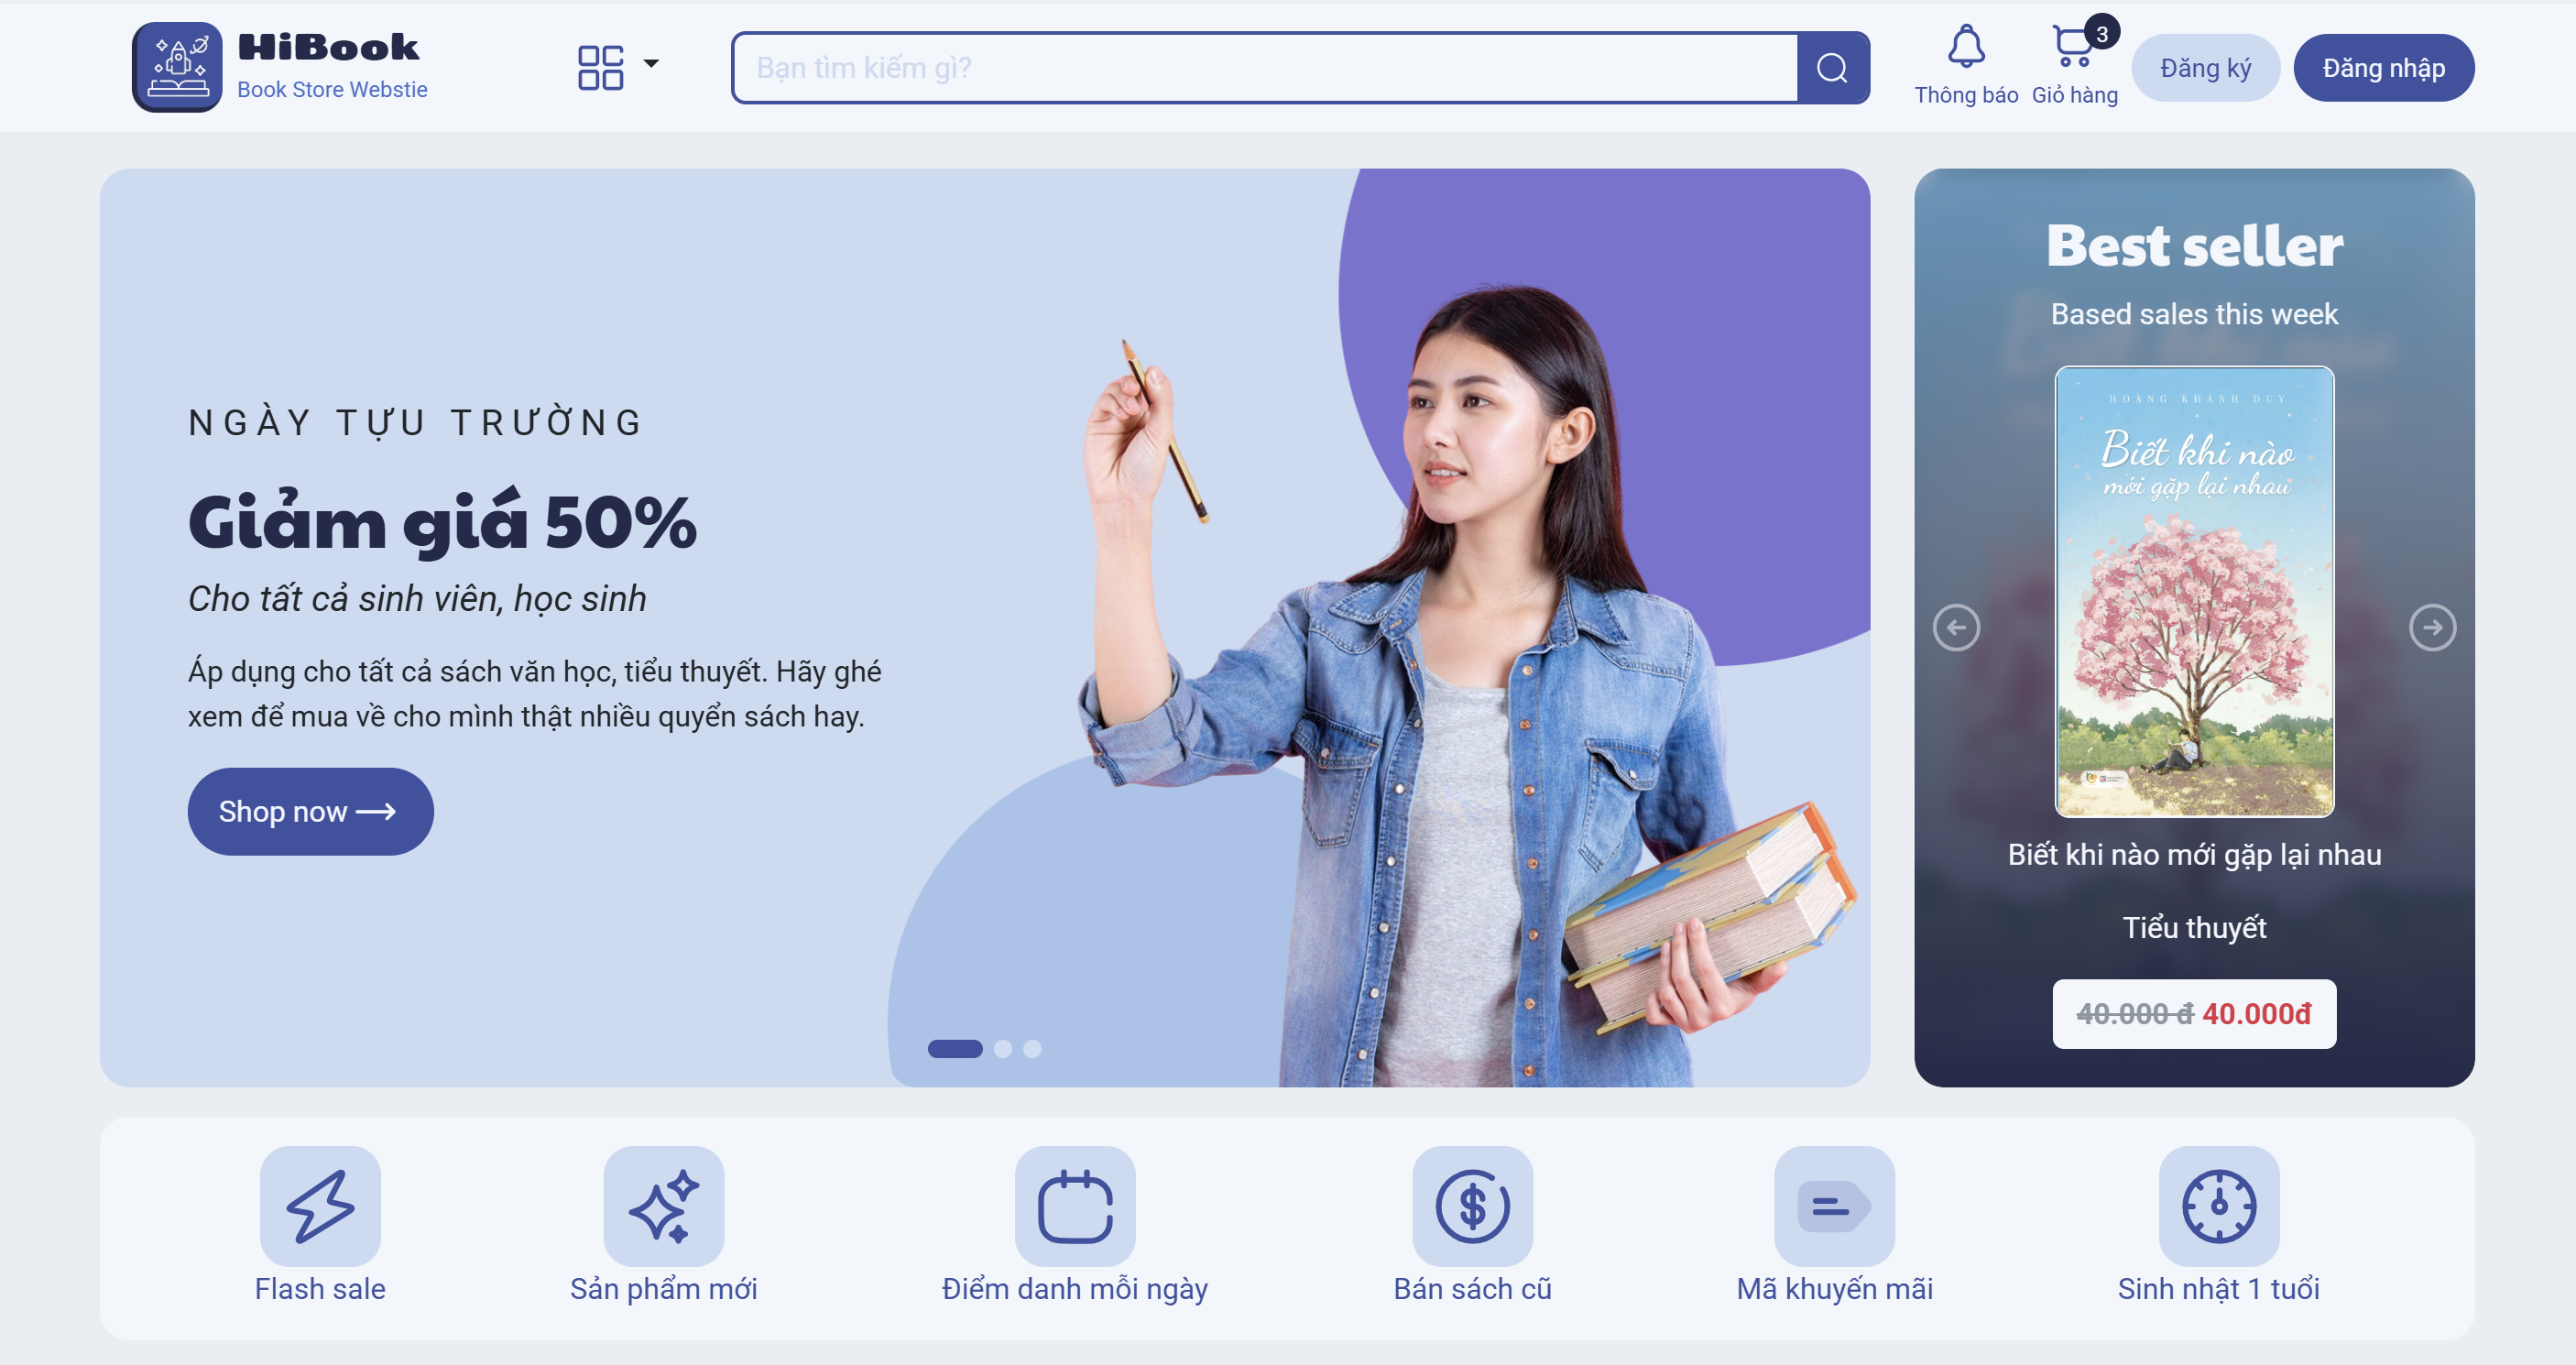 HiBook
Book Store Webstie
Bạn tìm kiếm gì?
Thông báo
3
Giỏ hàng
Đăng ký
Đăng nhập
NGÀY TỰU TRƯỜNG
Giảm giá 50%
Cho tất cả sinh viên, học sinh
Áp dụng cho tất cả sách văn học, tiểu thuyết. Hãy ghé
xem để mua về cho mình thật nhiều quyển sách hay.
Shop now
Best seller
Based sales this week
HOÀNG KHÁNH DUY
Biết khi nào
mới gặp lại nhau
Biết khi nào mới gặp lại nhau
Tiểu thuyết
40.000 đ 40.000đ
Flash sale
Sản phẩm mới
Điểm danh mỗi ngày
Bán sách cũ
Mã khuyến mãi
Sinh nhật 1 tuổi